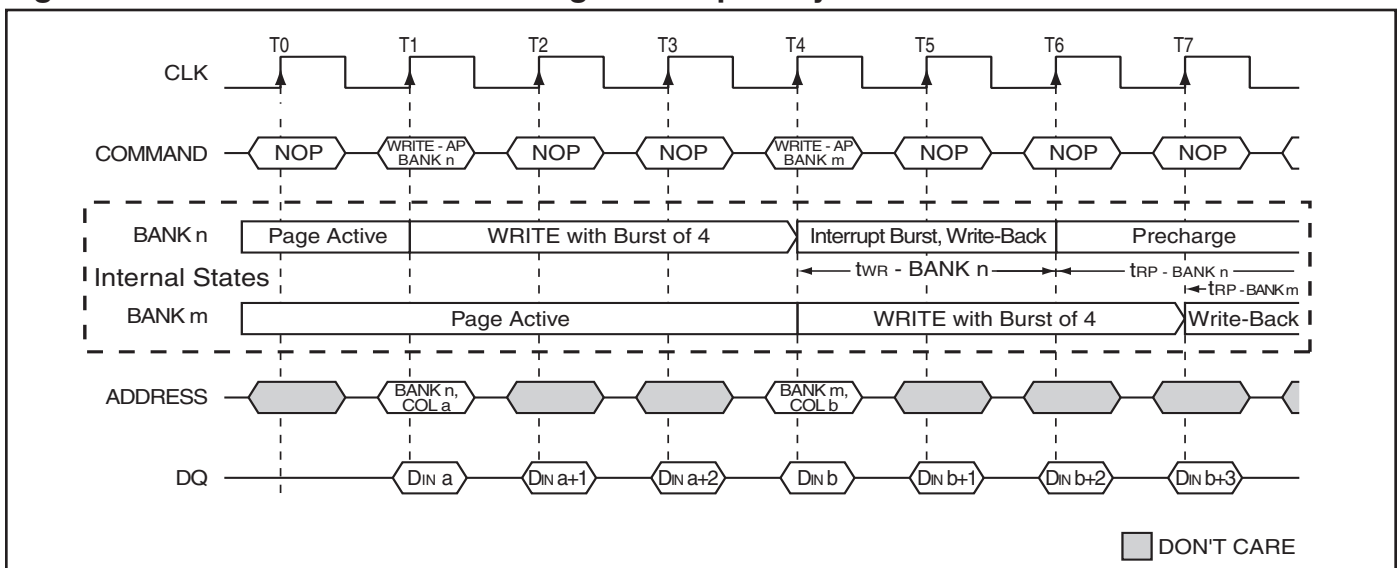 T0 T1 T2 T3 T4 T5 T6 T7
CLK
COMMAND NOP WRITE - AP BANK n NOP NOP WRITE - AP BANK m NOP NOP NOP
BANK n Page Active WRITE with Burst of 4 Interrupt Burst, Write-Back Precharge
tWR - BANK n tRP - BANK n
Internal States
tRP - BANK m
BANK m Page Active WRITE with Burst of 4 Write-Back
ADDRESS BANK n, COL a BANK m, COL b
DQ DIN a DIN a+1 DIN a+2 DIN b DIN b+1 DIN b+2 DIN b+3
DON'T CARE